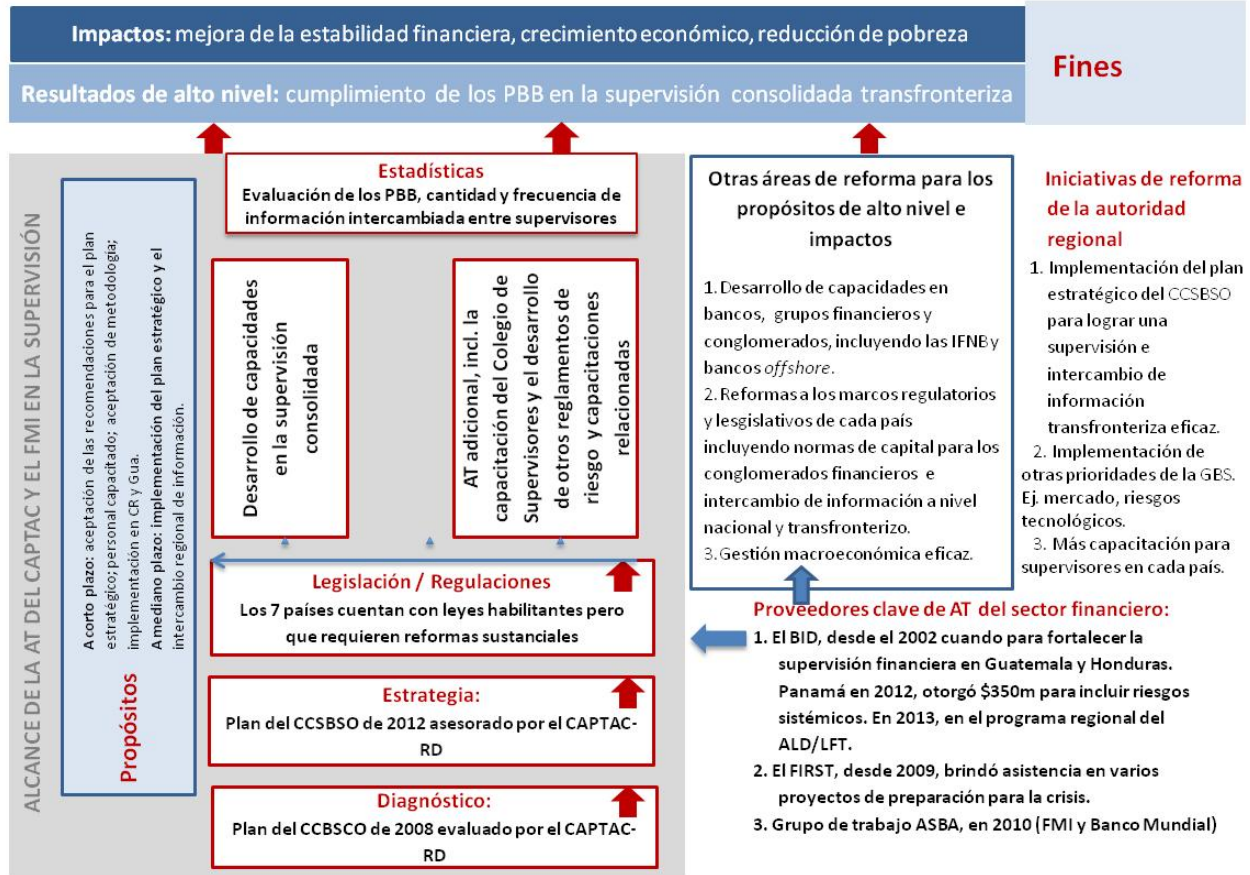 Impactos: mejora de la estabilidad financiera, crecimiento económico, reducción de pobreza
Fines
Resultados de alto nivel: cumplimiento de los PBB en la supervisión consolidada transfronteriza
ALCANCE DE LA AT DEL CAPTAC Y EL FMI EN LA SUPERVISIÓN
Propósitos
A corto plazo: aceptación de las recomendaciones para el plan
estratégico; personal capacitado; aceptación de metodología;
implementación en CR y Gua.
A mediano plazo: implementación del plan estratégico y el
intercambio regional de información.
Estadísticas
Evaluación de los PBB, cantidad y frecuencia de
información intercambiada entre supervisores
Desarrollo de capacidades
en la supervisión
consolidada
AT adicional, incl. la
capacitación del Colegio de
Supervisores y el desarrollo
de otros reglamentos de
riesgo y capacitaciones
relacionadas
Legislación / Regulaciones
Los 7 países cuentan con leyes habilitantes pero
que requieren reformas sustanciales
Estrategia:
Plan del CCSBSO de 2012 asesorado por el CAPTAC-
RD
Diagnóstico:
Plan del CCBSCO de 2008 evaluado por el CAPTAC-
RD
Otras áreas de reforma para los
propósitos de alto nivel e
impactos
1. Desarrollo de capacidades en
bancos, grupos financieros y
conglomerados, incluyendo las IFNB y
bancos offshore.
2. Reformas a los marcos regulatorios
y lesgislativos de cada país
incluyendo normas de capital para los
conglomerados financieros e
intercambio de información a nivel
nacional y transfronterizo.
3. Gestión macroeconómica eficaz.
Iniciativas de reforma
de la autoridad
regional
1. Implementación del plan
estratégico del CCSBSO
para lograr una
supervisión e
intercambio de
información
transfronteriza eficaz.
2. Implementación de
otras prioridades de la GBS.
Ej. mercado, riesgos
tecnológicos.
3. Más capacitación para
supervisores en cada país.
Proveedores clave de AT del sector financiero:
1. El BID, desde el 2002 cuando para fortalecer la
supervisión financiera en Guatemala y Honduras.
Panamá en 2012, otorgó $350m para incluir riesgos
sistémicos. En 2013, en el programa regional del
ALD/LFT.
2. El FIRST, desde 2009, brindó asistencia en varios
proyectos de preparación para la crisis.
3. Grupo de trabajo ASBA, en 2010 (FMI y Banco Mundial)